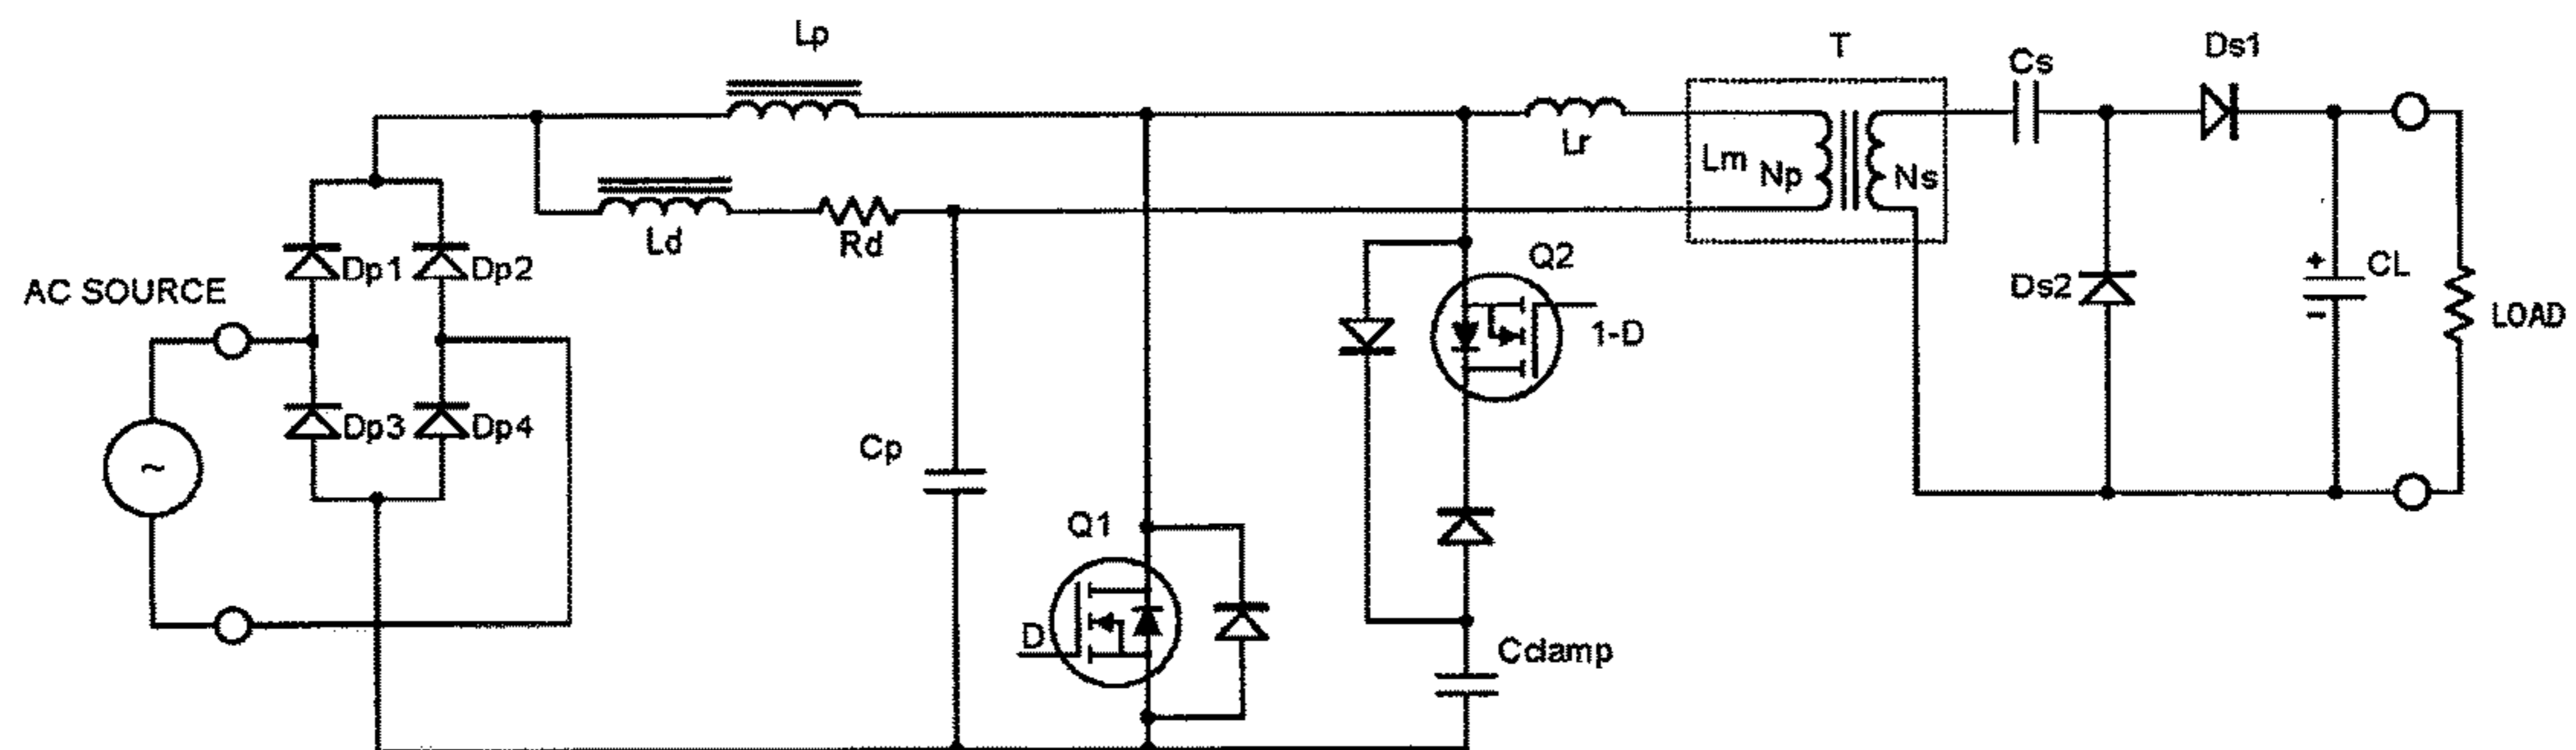 Lp
T
Cs
Ds1
Lr
Lm
Np
Ns
Ld
Rd
Dp1
Dp2
Q2
AC SOURCE
Ds2
+
CL
-
LOAD
1-D
Dp3
Dp4
Cp
~
Q1
D
Cclamp